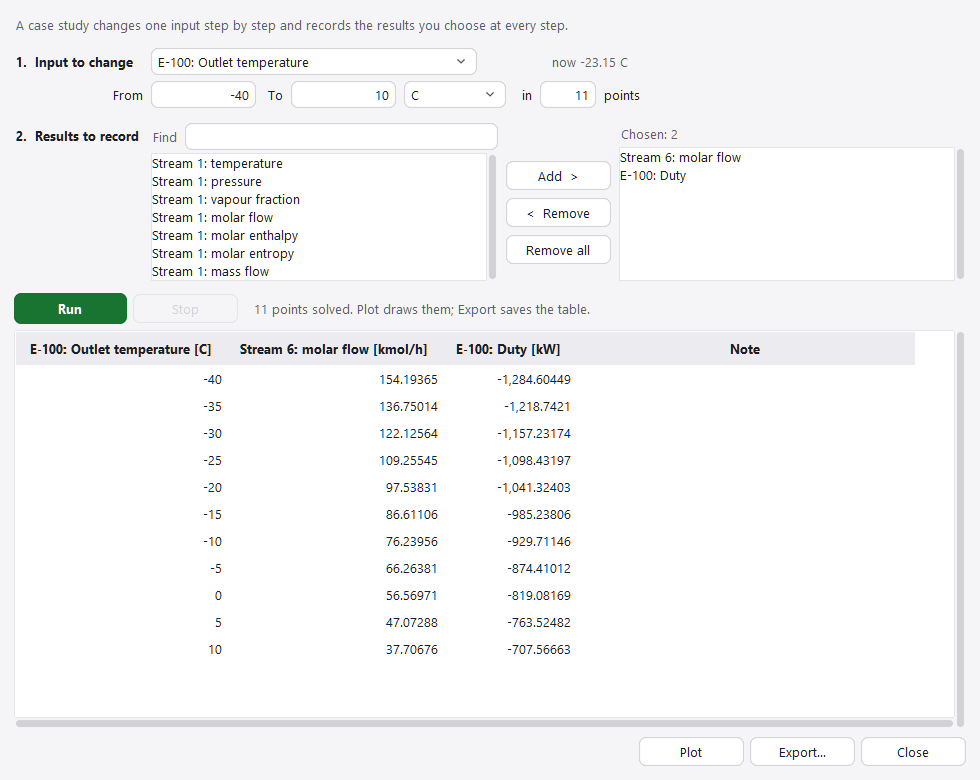 A case study changes one input step by step and records the results you choose at every step.
1. Input to change E-100: Outlet temperature now -23.15 C
From -40 To 10 C in 11 points
2. Results to record Find Chosen: 2
Stream 1: temperature
Stream 1: pressure
Stream 1: vapour fraction
Stream 1: molar flow
Stream 1: molar enthalpy
Stream 1: molar entropy
Stream 1: mass flow
Add >
< Remove
Remove all
Stream 6: molar flow
E-100: Duty
Run Stop 11 points solved. Plot draws them; Export saves the table.
E-100: Outlet temperature [C] Stream 6: molar flow [kmol/h] E-100: Duty [kW] Note
-40 154.19365 -1,284.60449
-35 136.75014 -1,218.7421
-30 122.12564 -1,157.23174
-25 109.25545 -1,098.43197
-20 97.53831 -1,041.32403
-15 86.61106 -985.23806
-10 76.23956 -929.71146
-5 66.26381 -874.41012
0 56.56971 -819.08169
5 47.07288 -763.52482
10 37.70676 -707.56663
Plot Export... Close